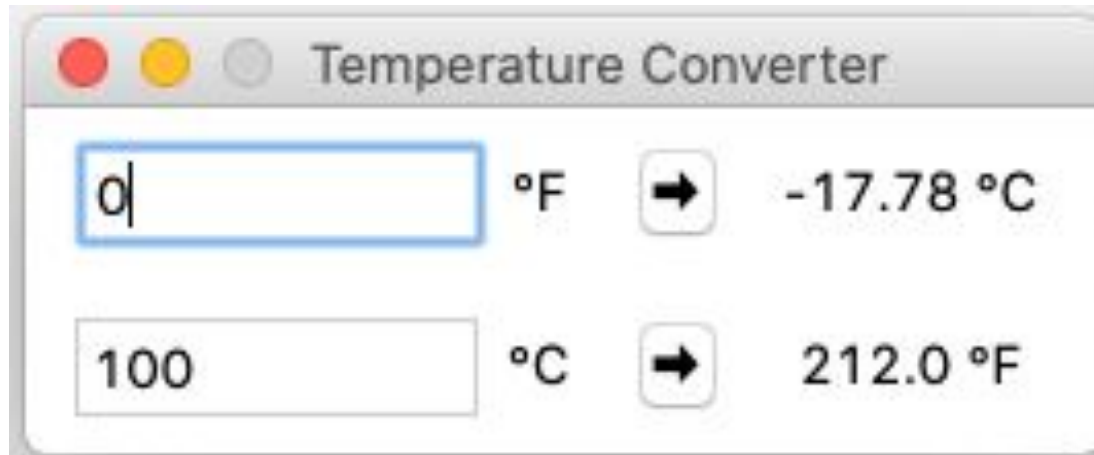 Temperature Converter
0 °F ➡ -17.78 °C
100 °C ➡ 212.0 °F